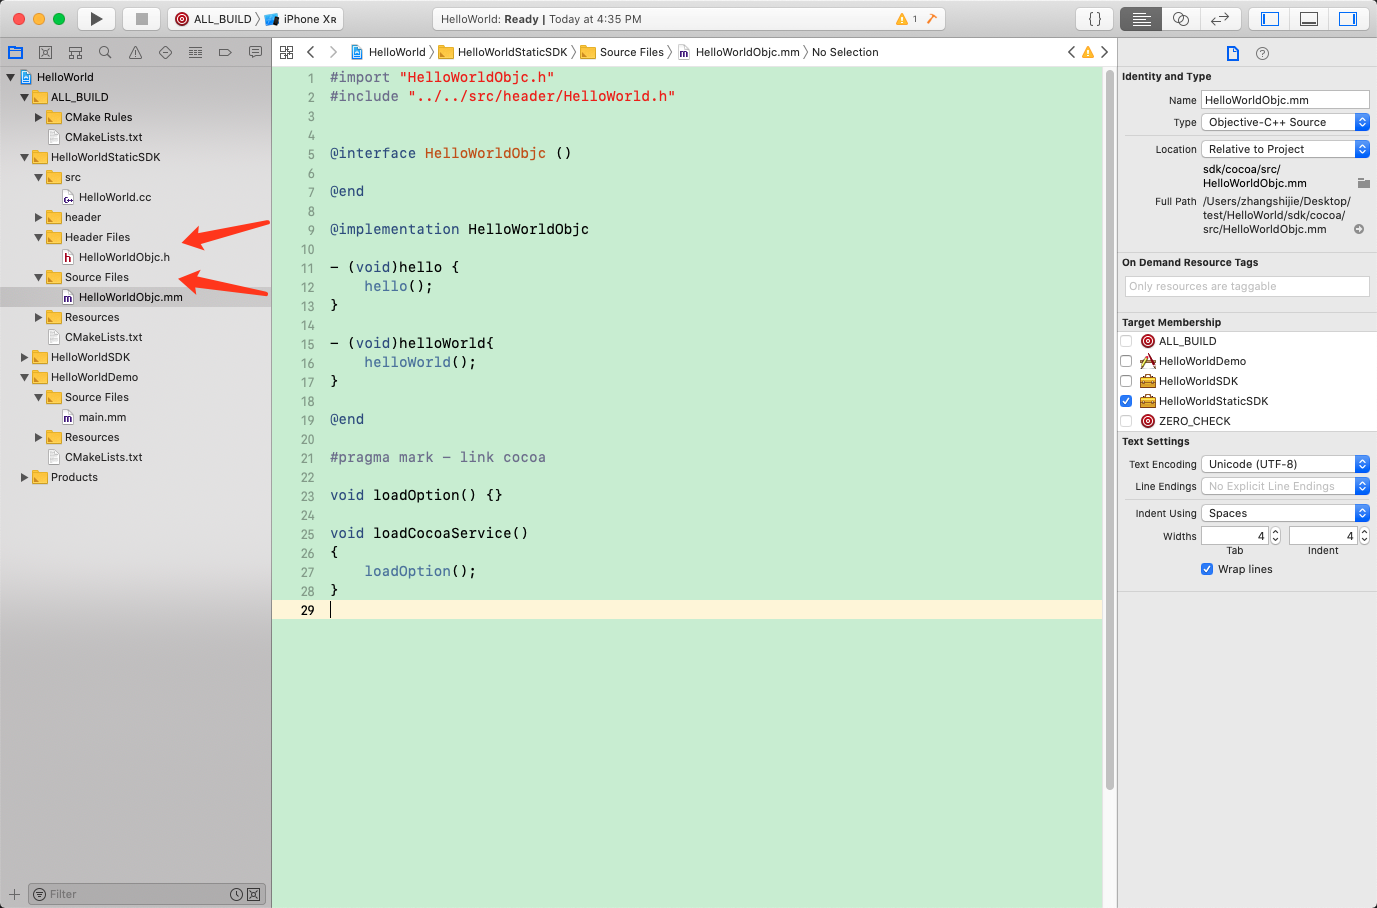 ALL_BUILD
iPhone XR
HelloWorld: Ready | Today at 4:35 PM
1
{ }
HelloWorld
HelloWorldStaticSDK
Source Files
HelloWorldObjc.mm
No Selection
HelloWorld
ALL_BUILD
CMake Rules
CMakeLists.txt
HelloWorldStaticSDK
src
HelloWorld.cc
header
Header Files
HelloWorldObjc.h
Source Files
HelloWorldObjc.mm
Resources
CMakeLists.txt
HelloWorldSDK
HelloWorldDemo
Source Files
main.mm
Resources
CMakeLists.txt
Products
Filter
1 #import "HelloWorldObjc.h"
2 #include "../../src/header/HelloWorld.h"
3
4
5 @interface HelloWorldObjc ()
6
7 @end
8
9 @implementation HelloWorldObjc
10
11 - (void)hello {
12 hello();
13 }
14
15 - (void)helloWorld{
16 helloWorld();
17 }
18
19 @end
20
21 #pragma mark - link cocoa
22
23 void loadOption() {}
24
25 void loadCocoaService()
26 {
27 loadOption();
28 }
29
Identity and Type
Name HelloWorldObjc.mm
Type Objective-C++ Source
Location Relative to Project
sdk/cocoa/src/
HelloWorldObjc.mm
Full Path /Users/zhangshijie/Desktop/
test/HelloWorld/sdk/cocoa/
src/HelloWorldObjc.mm
On Demand Resource Tags
Only resources are taggable
Target Membership
ALL_BUILD
HelloWorldDemo
HelloWorldSDK
HelloWorldStaticSDK
ZERO_CHECK
Text Settings
Text Encoding Unicode (UTF-8)
Line Endings No Explicit Line Endings
Indent Using Spaces
Widths 4 4
Tab Indent
Wrap lines